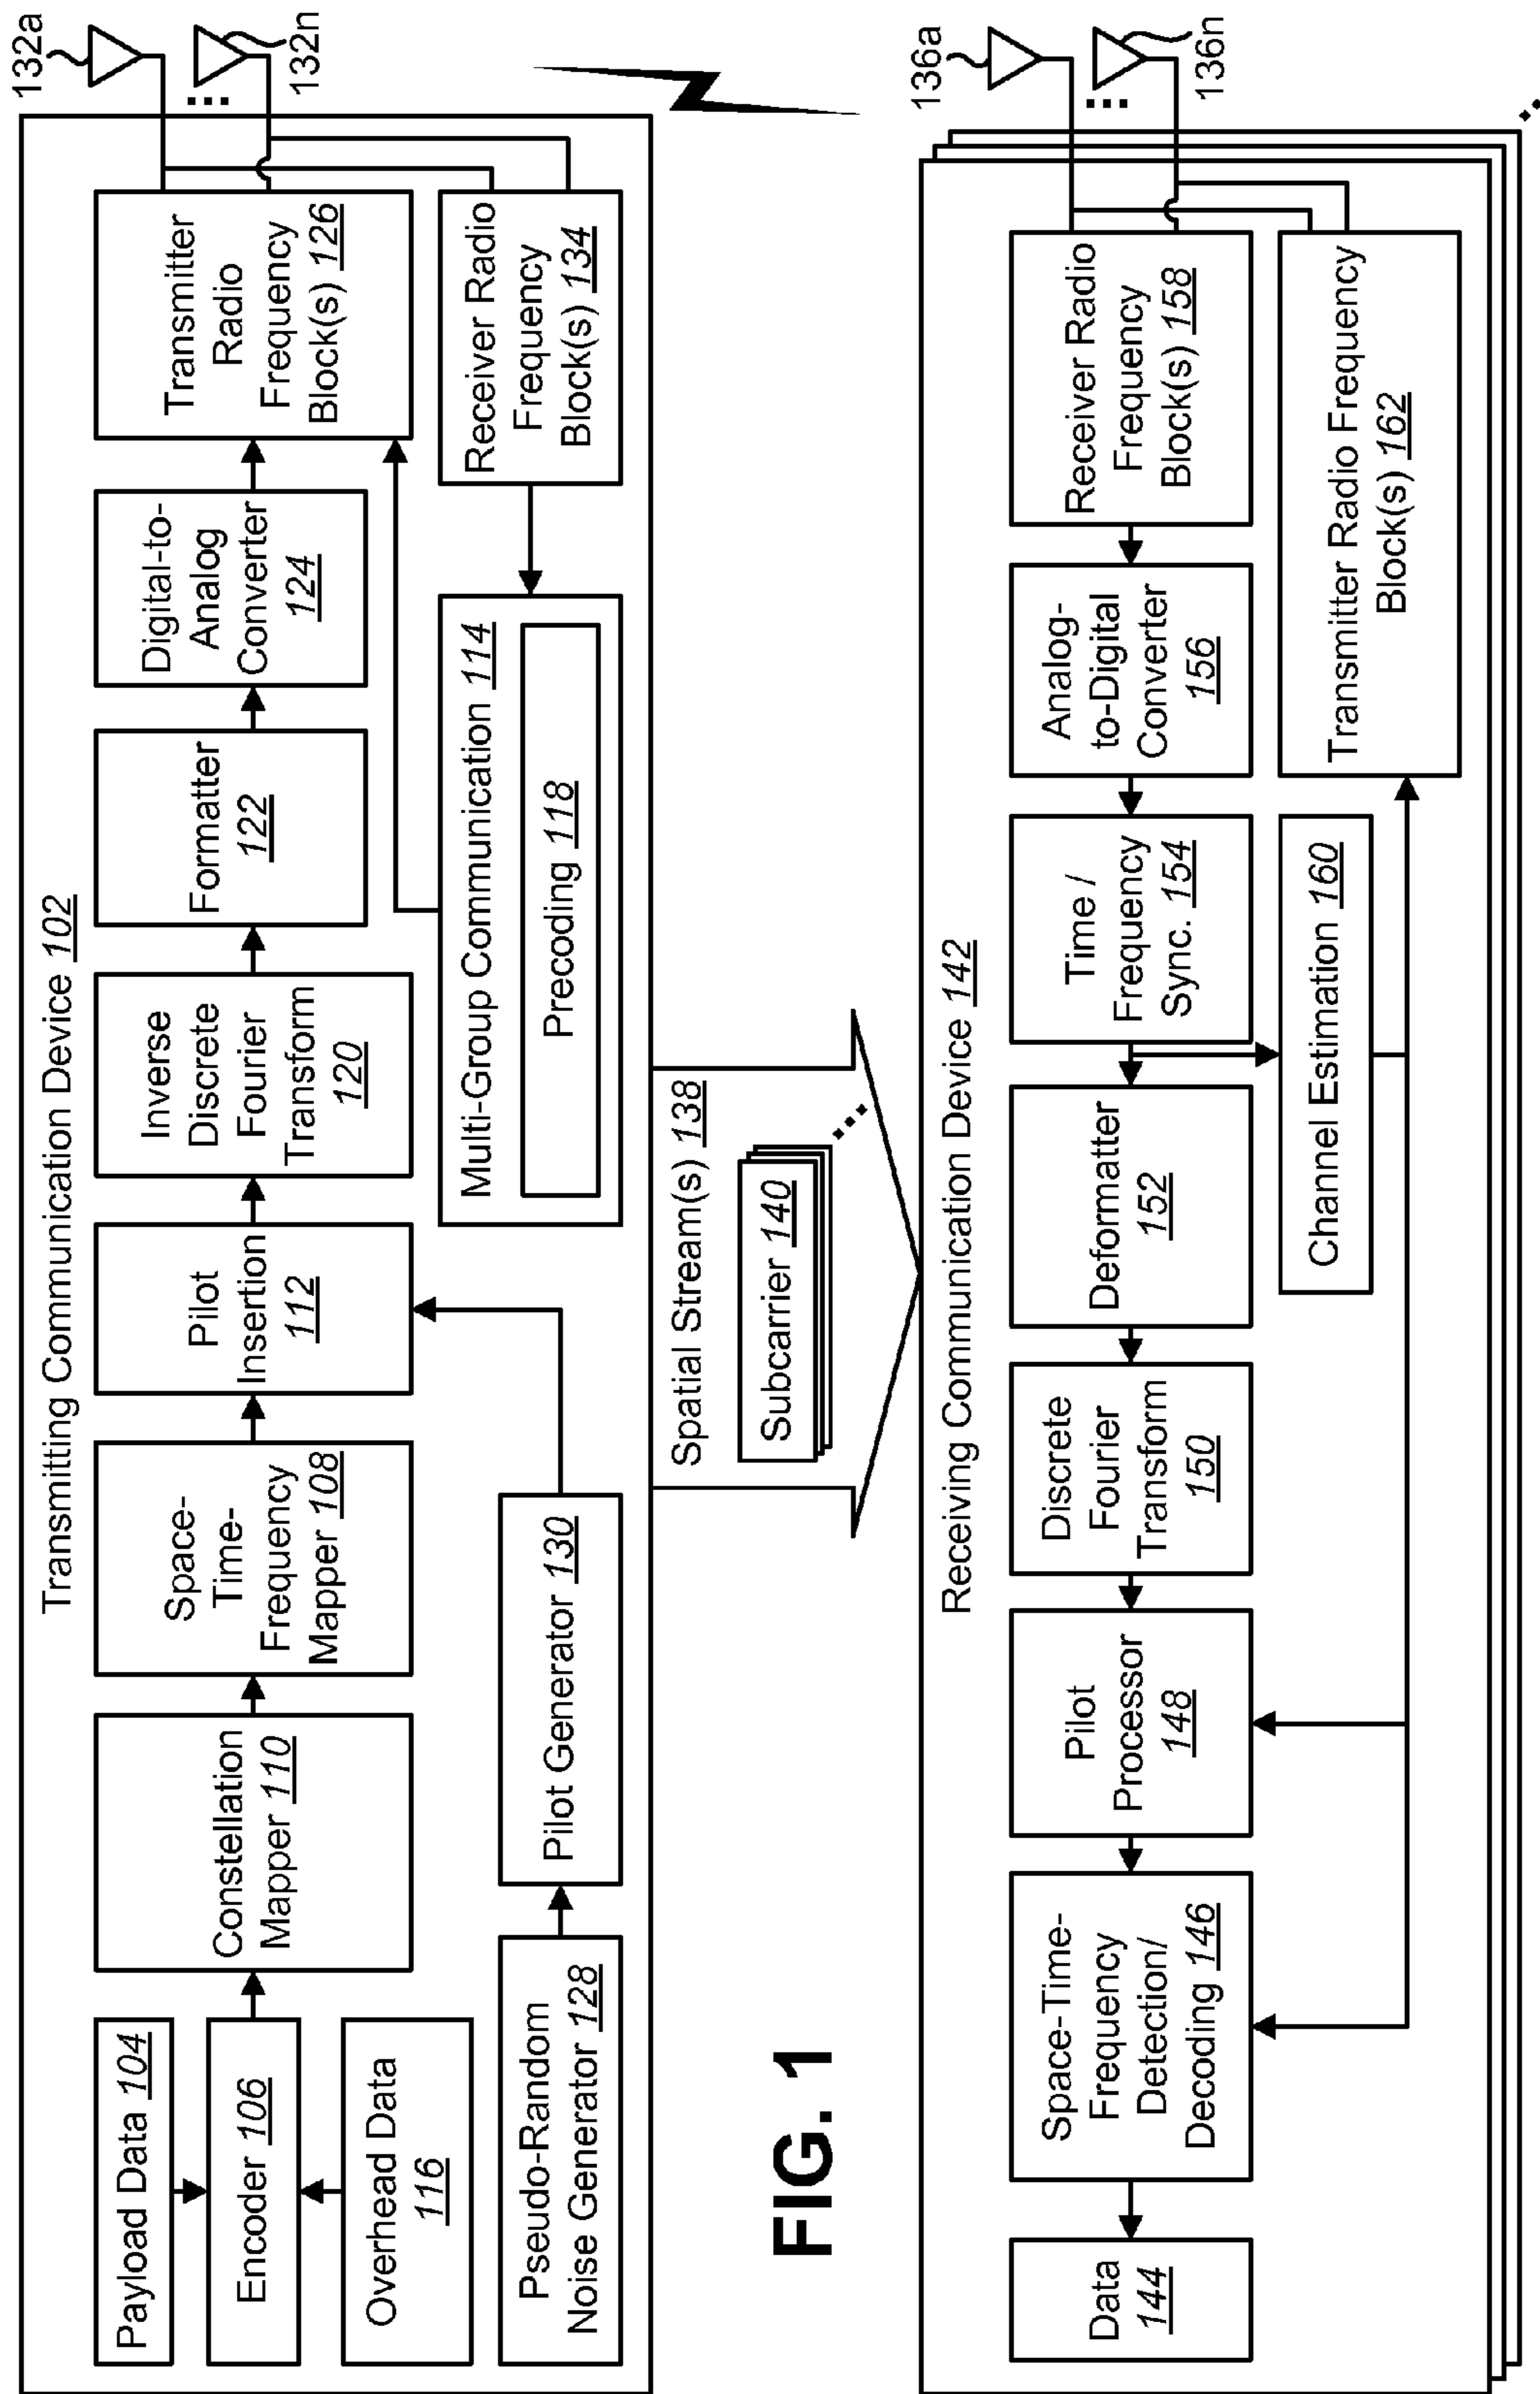 Transmitting Communication Device 102
Payload Data 104
Encoder 106
Overhead Data
116
Constellation
Mapper 110
Space-
Time-
Frequency
Mapper 108
Pilot
Insertion
112
Inverse
Discrete
Fourier
Transform
120
Formatter
122
Digital-to-
Analog
Converter
124
Transmitter
Radio
Frequency
Block(s) 126
132a
132n
Pseudo-Random
Noise Generator 128
Pilot Generator 130
Multi-Group Communication 114
Precoding 118
Receiver Radio
Frequency
Block(s) 134
Spatial Stream(s) 138
Subcarrier 140
FIG. 1
Receiving Communication Device 142
Data
144
Space-Time-
Frequency
Detection/
Decoding 146
Pilot
Processor
148
Discrete
Fourier
Transform
150
Deformatter
152
Time /
Frequency
Sync. 154
Analog-
to-Digital
Converter
156
Receiver Radio
Frequency
Block(s) 158
136a
136n
Channel Estimation 160
Transmitter Radio Frequency
Block(s) 162